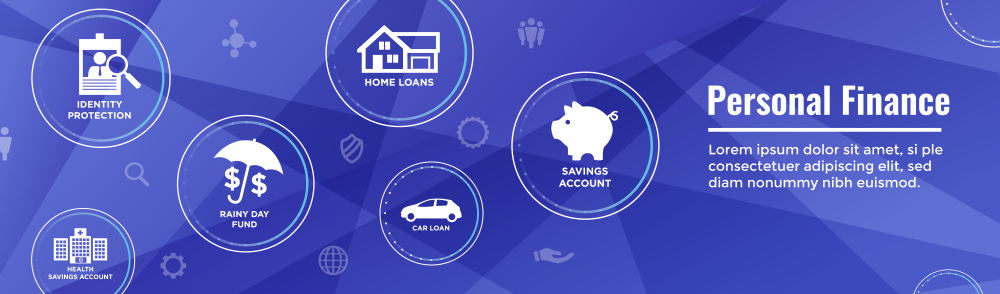 IDENTITY
PROTECTION
HOME LOANS
$ $
RAINY DAY
FUND
SAVINGS
ACCOUNT
CAR LOAN
HEALTH
SAVINGS ACCOUNT
Personal Finance
Lorem ipsum dolor sit amet, si ple
consectetuer adipiscing elit, sed
diam nonummy nibh euismod.